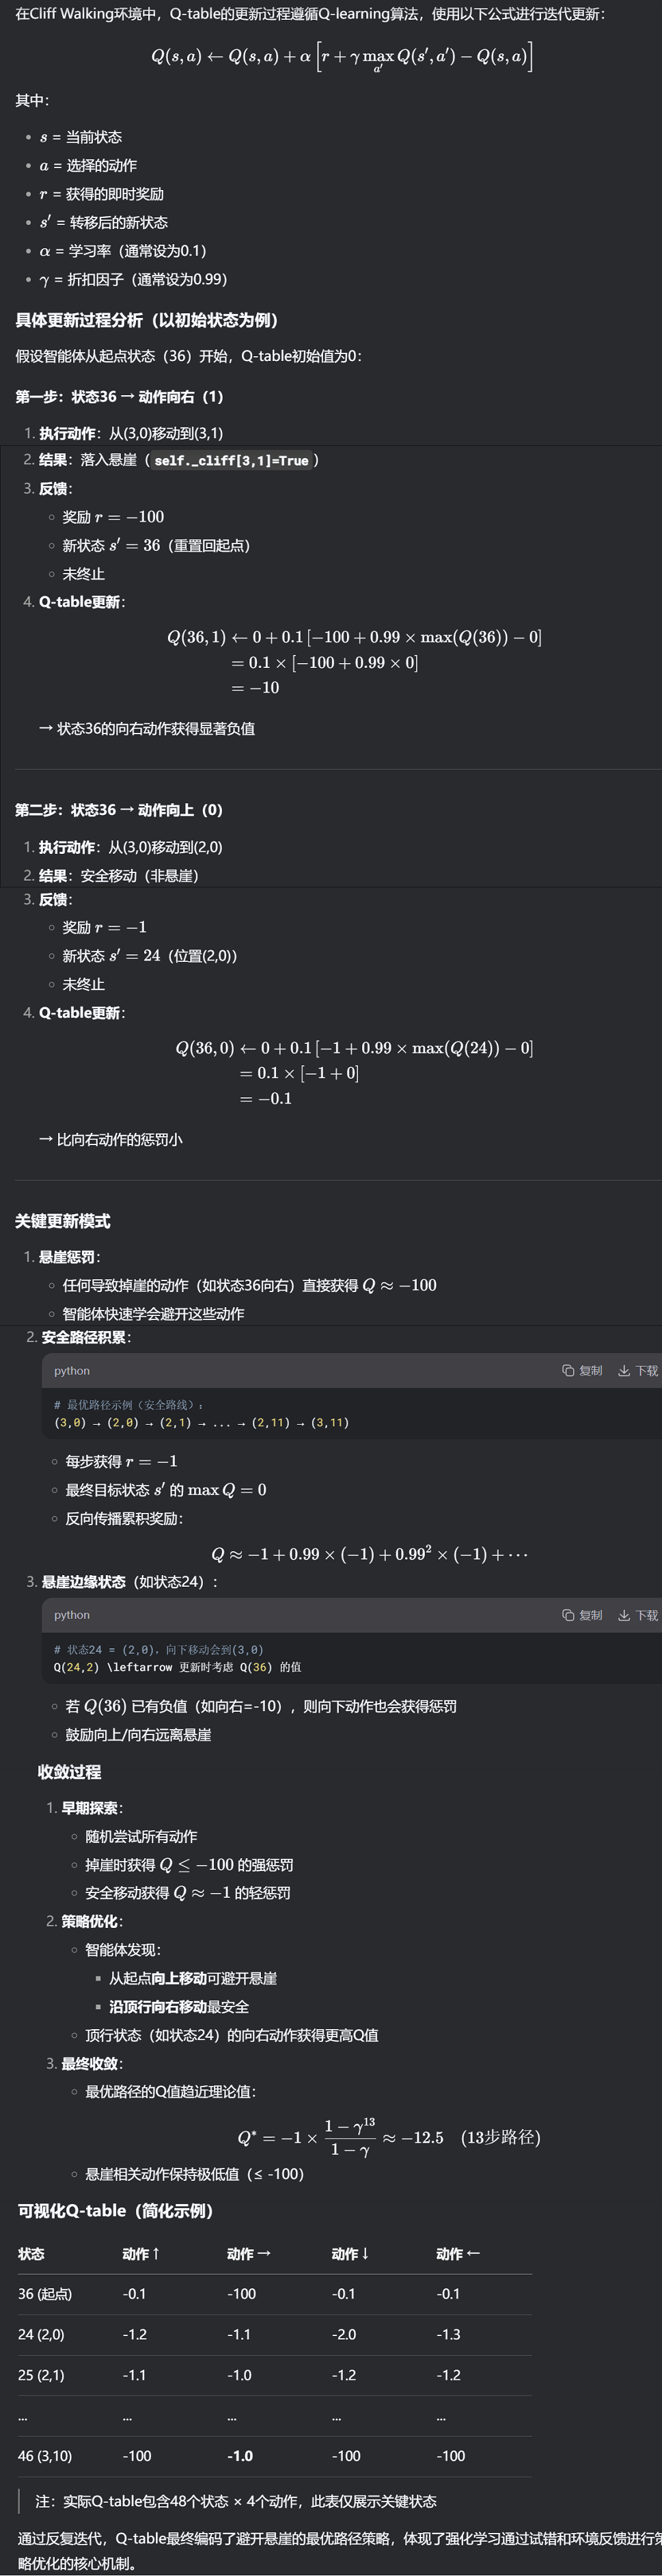 在Cliff Walking环境中，Q-table的更新过程遵循Q-learning算法，使用以下公式进行迭代更新：
Q(s, a) ← Q(s, a) + α [r + γ max_{a′} Q(s′, a′) − Q(s, a)]
其中：
• s = 当前状态
• a = 选择的动作
• r = 获得的即时奖励
• s′ = 转移后的新状态
• α = 学习率（通常设为0.1）
• γ = 折扣因子（通常设为0.99）
具体更新过程分析（以初始状态为例）
假设智能体从起点状态（36）开始，Q-table初始值为0：
第一步：状态36 → 动作向右（1）
1. 执行动作：从(3,0)移动到(3,1)
2. 结果：落入悬崖（self._cliff[3,1]=True）
3. 反馈：
◦ 奖励 r = −100
◦ 新状态 s′ = 36（重置回起点）
◦ 未终止
4. Q-table更新：
Q(36, 1) ← 0 + 0.1 [−100 + 0.99 × max(Q(36)) − 0]
= 0.1 × [−100 + 0.99 × 0]
= −10
→ 状态36的向右动作获得显著负值
第二步：状态36 → 动作向上（0）
1. 执行动作：从(3,0)移动到(2,0)
2. 结果：安全移动（非悬崖）
3. 反馈：
◦ 奖励 r = −1
◦ 新状态 s′ = 24（位置(2,0)）
◦ 未终止
4. Q-table更新：
Q(36, 0) ← 0 + 0.1 [−1 + 0.99 × max(Q(24)) − 0]
= 0.1 × [−1 + 0]
= −0.1
→ 比向右动作的惩罚小
关键更新模式
1. 悬崖惩罚：
◦ 任何导致掉崖的动作（如状态36向右）直接获得 Q ≈ −100
◦ 智能体快速学会避开这些动作
2. 安全路径积累：
python 复制 下载
# 最优路径示例（安全路线）：
(3,0) → (2,0) → (2,1) → ... → (2,11) → (3,11)
◦ 每步获得 r = −1
◦ 最终目标状态 s′ 的 max Q = 0
◦ 反向传播累积奖励：
Q ≈ −1 + 0.99 × (−1) + 0.99² × (−1) + ⋯
3. 悬崖边缘状态（如状态24）：
python 复制 下载
# 状态24 = (2,0)，向下移动会到(3,0)
Q(24,2) \leftarrow 更新时考虑 Q(36) 的值
◦ 若 Q(36) 已有负值（如向右=-10），则向下动作也会获得惩罚
◦ 鼓励向上/向右远离悬崖
收敛过程
1. 早期探索：
◦ 随机尝试所有动作
◦ 掉崖时获得 Q ≤ −100 的强惩罚
◦ 安全移动获得 Q ≈ −1 的轻惩罚
2. 策略优化：
◦ 智能体发现：
▪ 从起点向上移动可避开悬崖
▪ 沿顶行向右移动最安全
◦ 顶行状态（如状态24）的向右动作获得更高Q值
3. 最终收敛：
◦ 最优路径的Q值趋近理论值：
Q* = −1 × (1 − γ¹³)/(1 − γ) ≈ −12.5 （13步路径）
◦ 悬崖相关动作保持极低值（≤ -100）
可视化Q-table（简化示例）
状态 动作↑ 动作→ 动作↓ 动作←
36 (起点) -0.1 -100 -0.1 -0.1
24 (2,0) -1.2 -1.1 -2.0 -1.3
25 (2,1) -1.1 -1.0 -1.2 -1.2
... ... ... ... ...
46 (3,10) -100 -1.0 -100 -100
注：实际Q-table包含48个状态 × 4个动作，此表仅展示关键状态
通过反复迭代，Q-table最终编码了避开悬崖的最优路径策略，体现了强化学习通过试错和环境反馈进行策
略优化的核心机制。